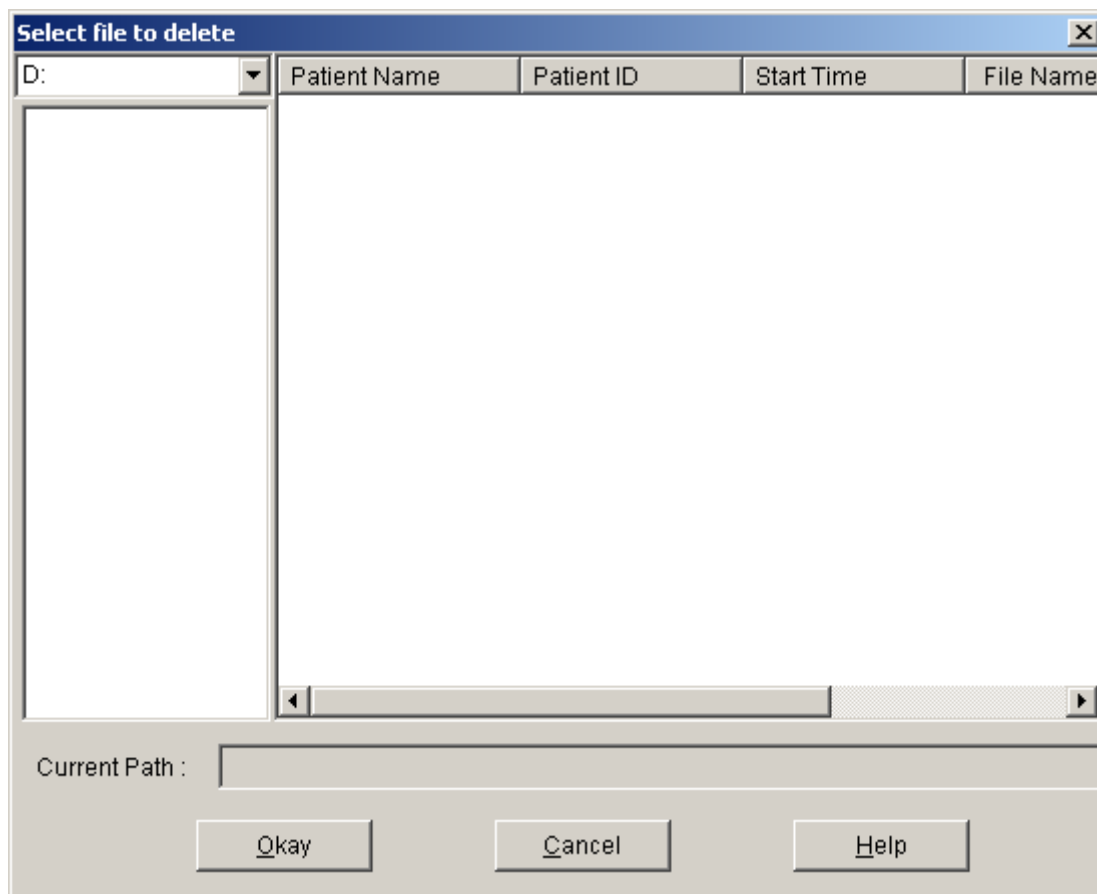 Select file to delete
D: Patient Name Patient ID Start Time File Name
Current Path :
Okay Cancel Help